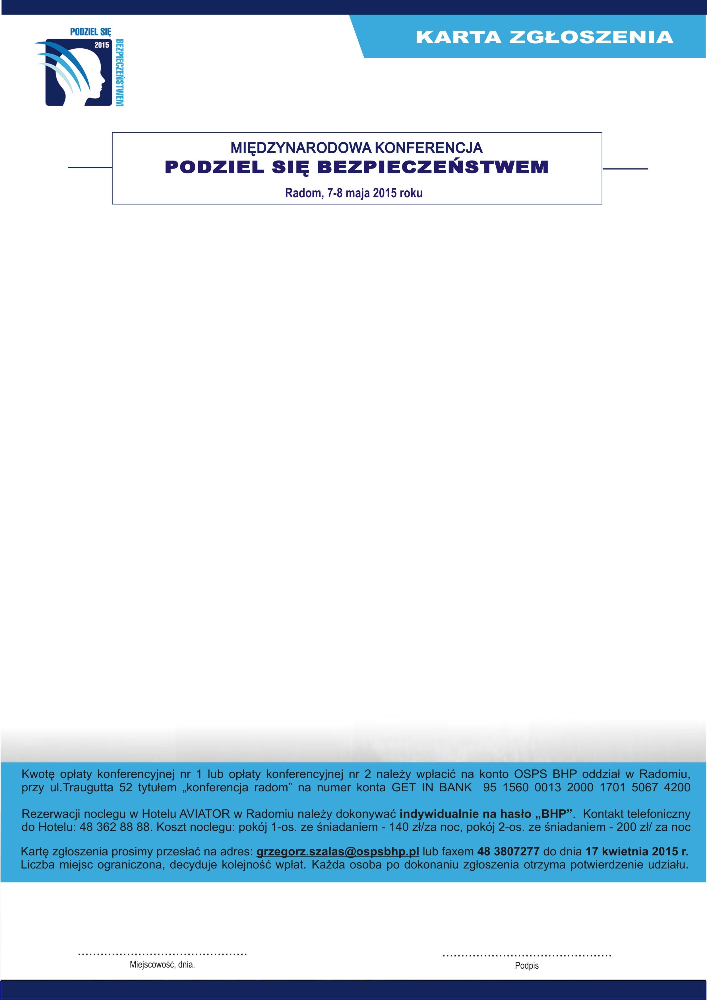 PODZIEL SIĘ
2015
BEZPIECZEŃSTWEM
KARTA ZGŁOSZENIA
MIĘDZYNARODOWA KONFERENCJA
PODZIEL SIĘ BEZPIECZEŃSTWEM
Radom, 7-8 maja 2015 roku
Kwotę opłaty konferencyjnej nr 1 lub opłaty konferencyjnej nr 2 należy wpłacić na konto OSPS BHP oddział w Radomiu,
przy ul.Traugutta 52 tytułem „konferencja radom” na numer konta GET IN BANK 95 1560 0013 2000 1701 5067 4200
Rezerwacji noclegu w Hotelu AVIATOR w Radomiu należy dokonywać indywidualnie na hasło „BHP”. Kontakt telefoniczny
do Hotelu: 48 362 88 88. Koszt noclegu: pokój 1-os. ze śniadaniem - 140 zł/za noc, pokój 2-os. ze śniadaniem - 200 zł/ za noc
Kartę zgłoszenia prosimy przesłać na adres: grzegorz.szalas@ospsbhp.pl lub faxem 48 3807277 do dnia 17 kwietnia 2015 r.
Liczba miejsc ograniczona, decyduje kolejność wpłat. Każda osoba po dokonaniu zgłoszenia otrzyma potwierdzenie udziału.
............................................. .............................................
Miejscowość, dnia. Podpis